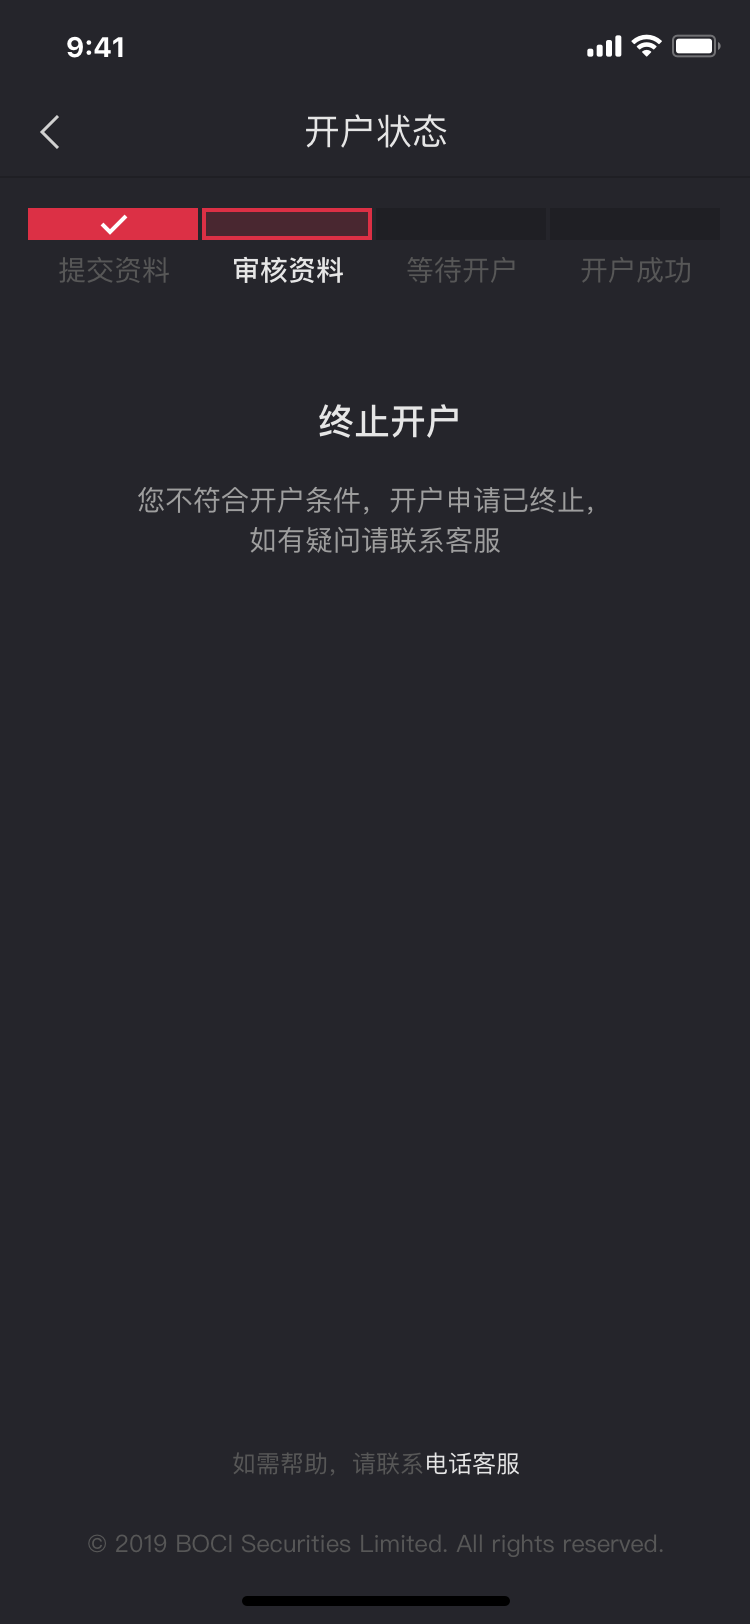 9:41
开户状态
提交资料
审核资料
等待开户
开户成功
终止开户
您不符合开户条件，开户申请已终止，
如有疑问请联系客服
如需帮助，请联系电话客服
© 2019 BOCI Securities Limited. All rights reserved.